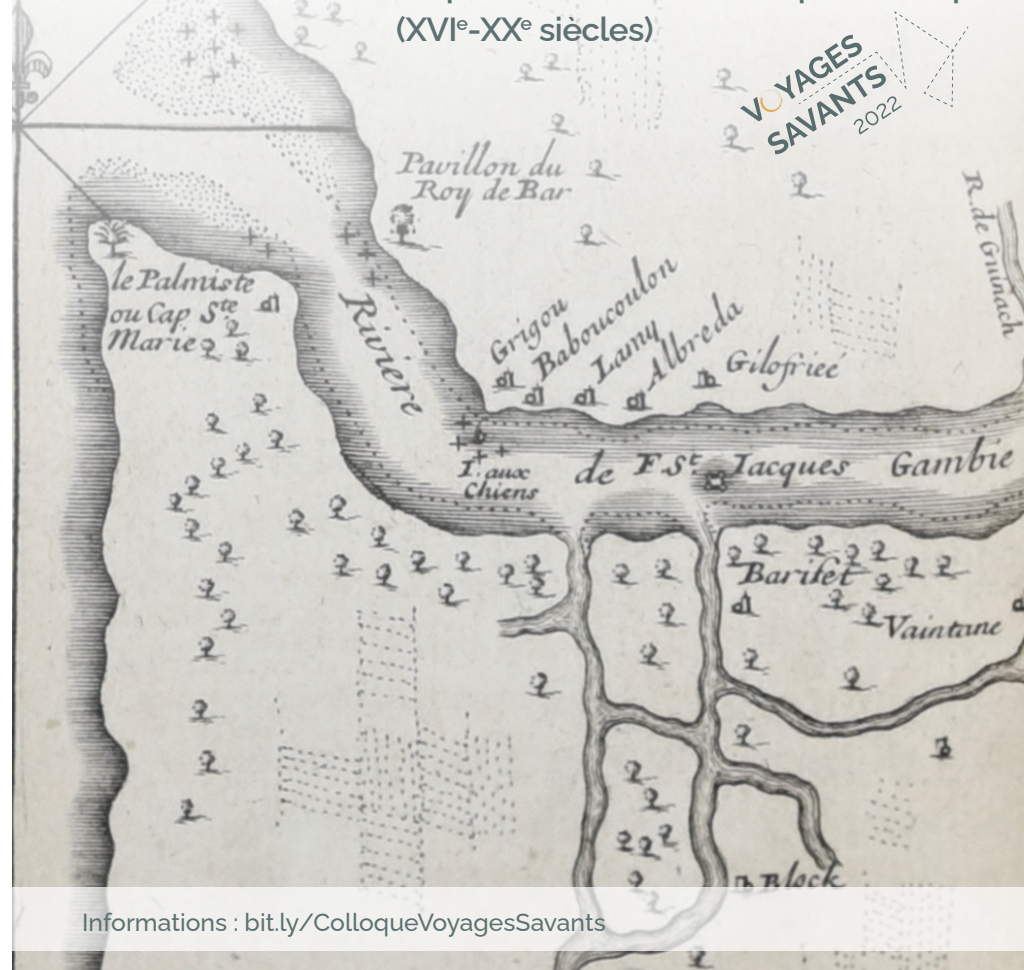 (XVIe-XXe siècles)
VOYAGES
SAVANTS
2022
Pavillon du
Roy de Bar
R. de Guinach
le Palmiste
ou Cap Ste
Marie
Grigou
Baboucoulon
Lamy
Albreda
Gilofriee
Riviere
de F. St. Iacques Gambie
I. aux
Chiens
Barifet
Vaintane
Block
Informations : bit.ly/ColloqueVoyagesSavants